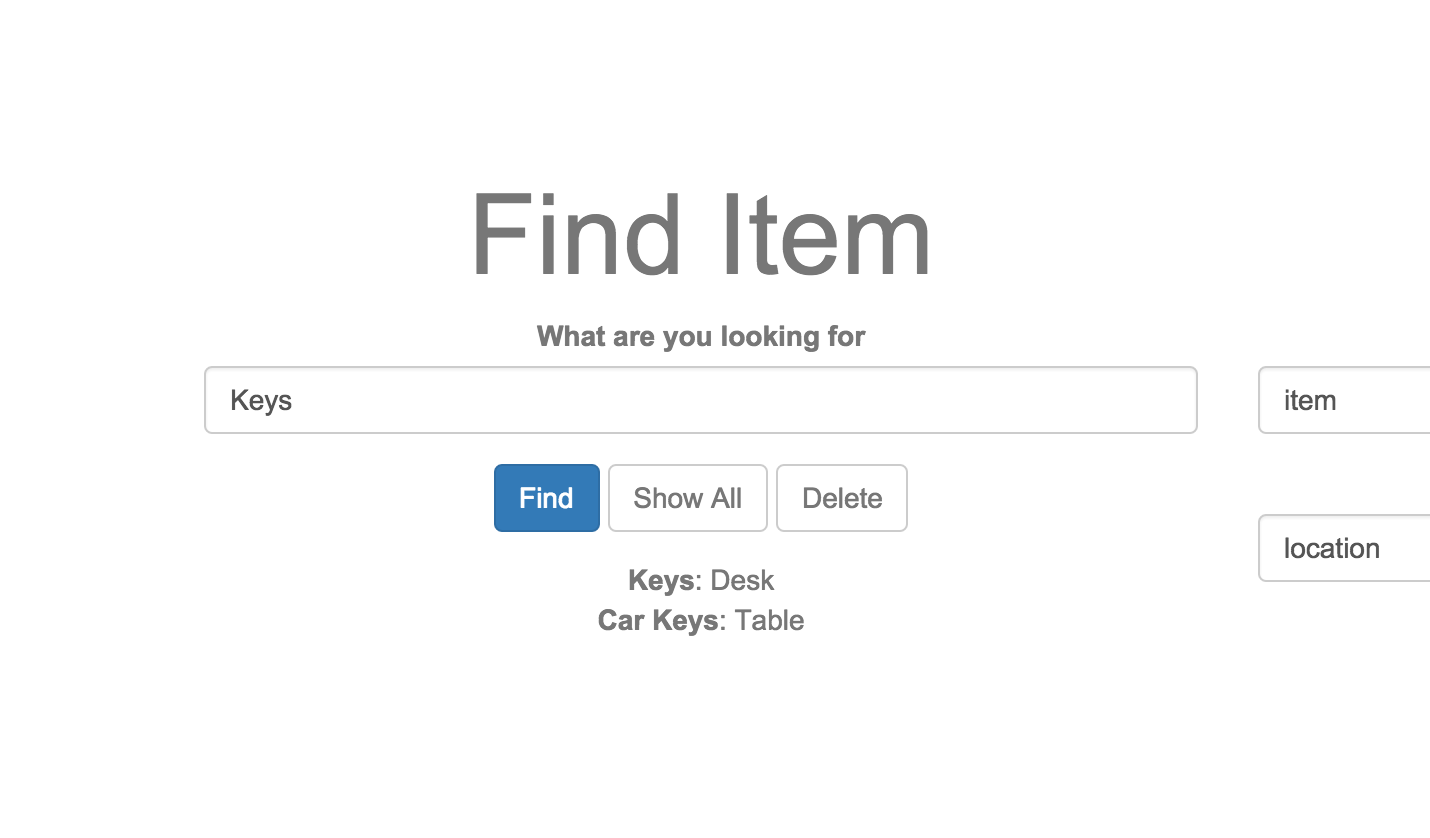 Find Item
What are you looking for
Keys
item
Find Show All Delete
location
Keys: Desk
Car Keys: Table